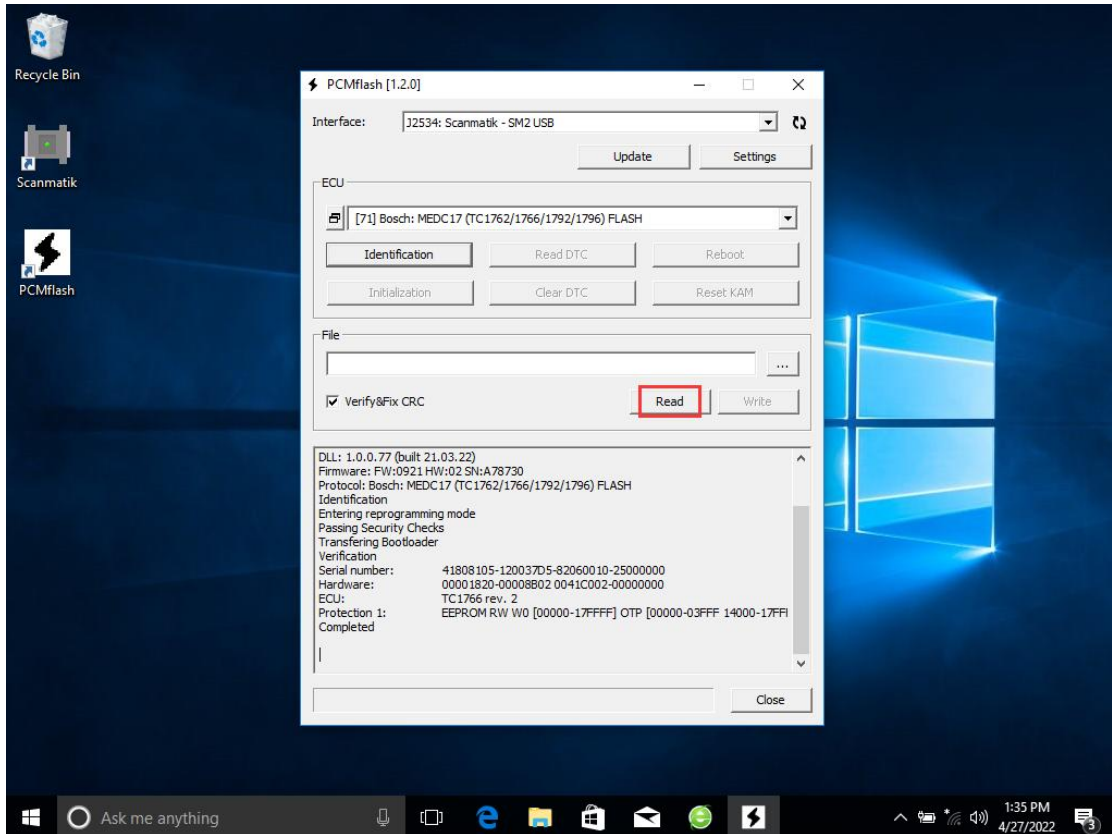 Recycle Bin
Scanmatik
PCMflash
PCMflash [1.2.0]
Interface: J2534: Scanmatik - SM2 USB
Update Settings
ECU
[71] Bosch: MEDC17 (TC1762/1766/1792/1796) FLASH
Identification Read DTC Reboot
Initialization Clear DTC Reset KAM
File
...
Verify&Fix CRC Read Write
DLL: 1.0.0.77 (built 21.03.22)
Firmware: FW:0921 HW:02 SN:A78730
Protocol: Bosch: MEDC17 (TC1762/1766/1792/1796) FLASH
Identification
Entering reprogramming mode
Passing Security Checks
Transfering Bootloader
Verification
Serial number: 41808105-120037D5-82060010-25000000
Hardware: 00001820-00008B02 0041C002-00000000
ECU: TC1766 rev. 2
Protection 1: EEPROM RW W0 [00000-17FFFF] OTP [00000-03FFF 14000-17FF
Completed
Close
Ask me anything
1:35 PM
4/27/2022
3